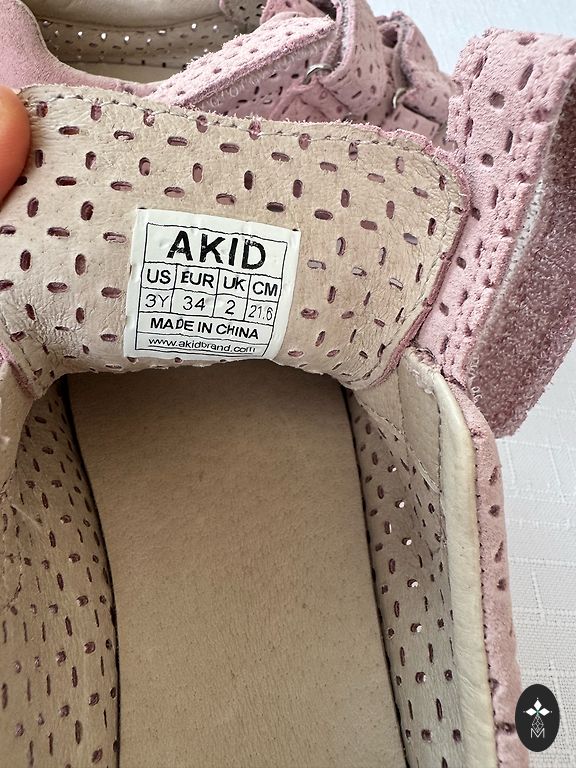 AKID
US EUR UK CM
3Y 34 2 21.6
MADE IN CHINA
www.akidbrand.com
M